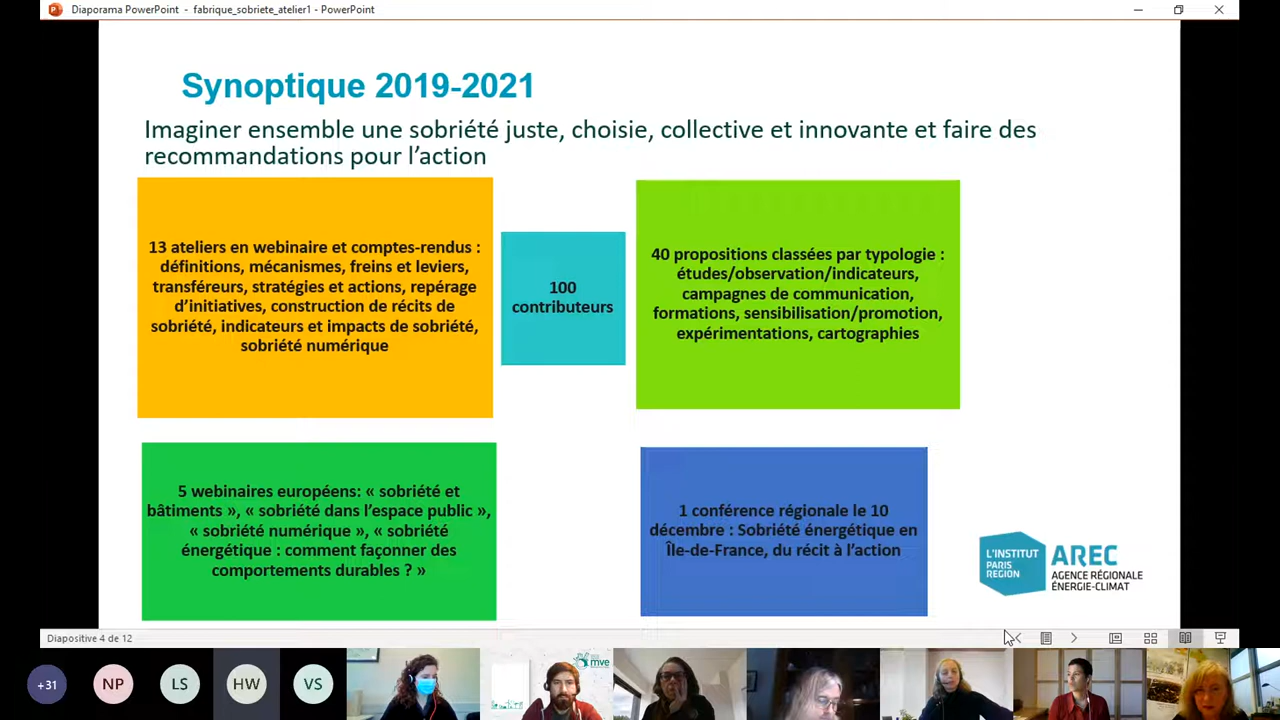 Diaporama PowerPoint - fabrique_sobriete_atelier1 - PowerPoint
Synoptique 2019-2021
Imaginer ensemble une sobriété juste, choisie, collective et innovante et faire des
recommandations pour l’action
13 ateliers en webinaire et comptes-rendus :
définitions, mécanismes, freins et leviers,
transféreurs, stratégies et actions, repérage
d’initiatives, construction de récits de
sobriété, indicateurs et impacts de sobriété,
sobriété numérique
100
contributeurs
40 propositions classées par typologie :
études/observation/indicateurs,
campagnes de communication,
formations, sensibilisation/promotion,
expérimentations, cartographies
5 webinaires européens: « sobriété et
bâtiments », « sobriété dans l’espace public »,
« sobriété numérique », « sobriété
énergétique : comment façonner des
comportements durables ? »
1 conférence régionale le 10
décembre : Sobriété énergétique en
Île-de-France, du récit à l’action
L'INSTITUT
PARIS
REGION
AREC
AGENCE RÉGIONALE
ÉNERGIE-CLIMAT
Diapositive 4 de 12
+31
NP
LS
HW
VS
mve